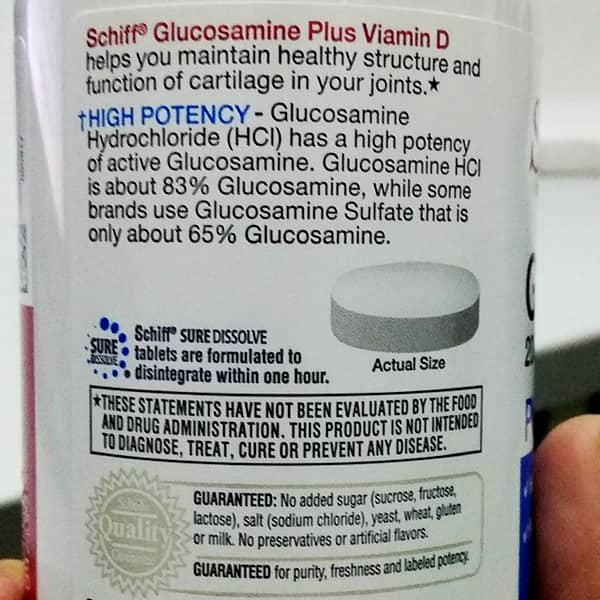 Schiff® Glucosamine Plus Viamin D
helps you maintain healthy structure and
function of cartilage in your joints.★
†HIGH POTENCY - Glucosamine
Hydrochloride (HCl) has a high potency
of active Glucosamine. Glucosamine HCl
is about 83% Glucosamine, while some
brands use Glucosamine Sulfate that is
only about 65% Glucosamine.
SURE
DISSOLVE
Schiff® SURE DISSOLVE
tablets are formulated to
disintegrate within one hour.
Actual Size
★THESE STATEMENTS HAVE NOT BEEN EVALUATED BY THE FOOD
AND DRUG ADMINISTRATION. THIS PRODUCT IS NOT INTENDED
TO DIAGNOSE, TREAT, CURE OR PREVENT ANY DISEASE.
Quality
GUARANTEED: No added sugar (sucrose, fructose,
lactose), salt (sodium chloride), yeast, wheat, gluten
or milk. No preservatives or artificial flavors.
GUARANTEED for purity, freshness and labeled potency.